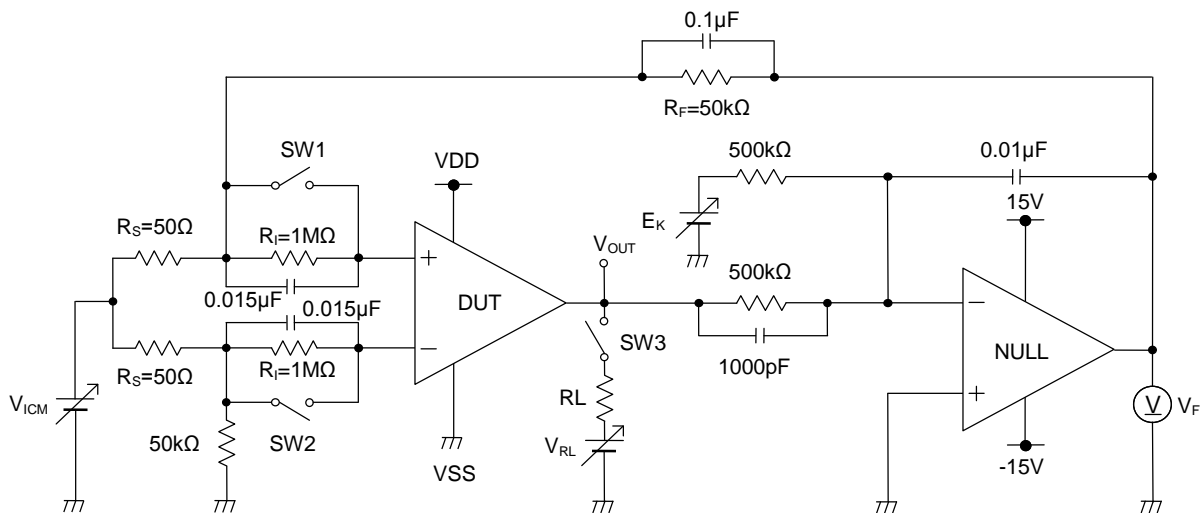 0.1µF
RF=50kΩ
SW1
VDD
500kΩ
0.01µF
15V
RS=50Ω
RI=1MΩ
EK
VOUT
+
0.015µF
DUT
500kΩ
−
0.015µF
−
SW3
NULL
RS=50Ω
RI=1MΩ
1000pF
VICM
RL
+
V
VF
50kΩ
SW2
VSS
VRL
-15V